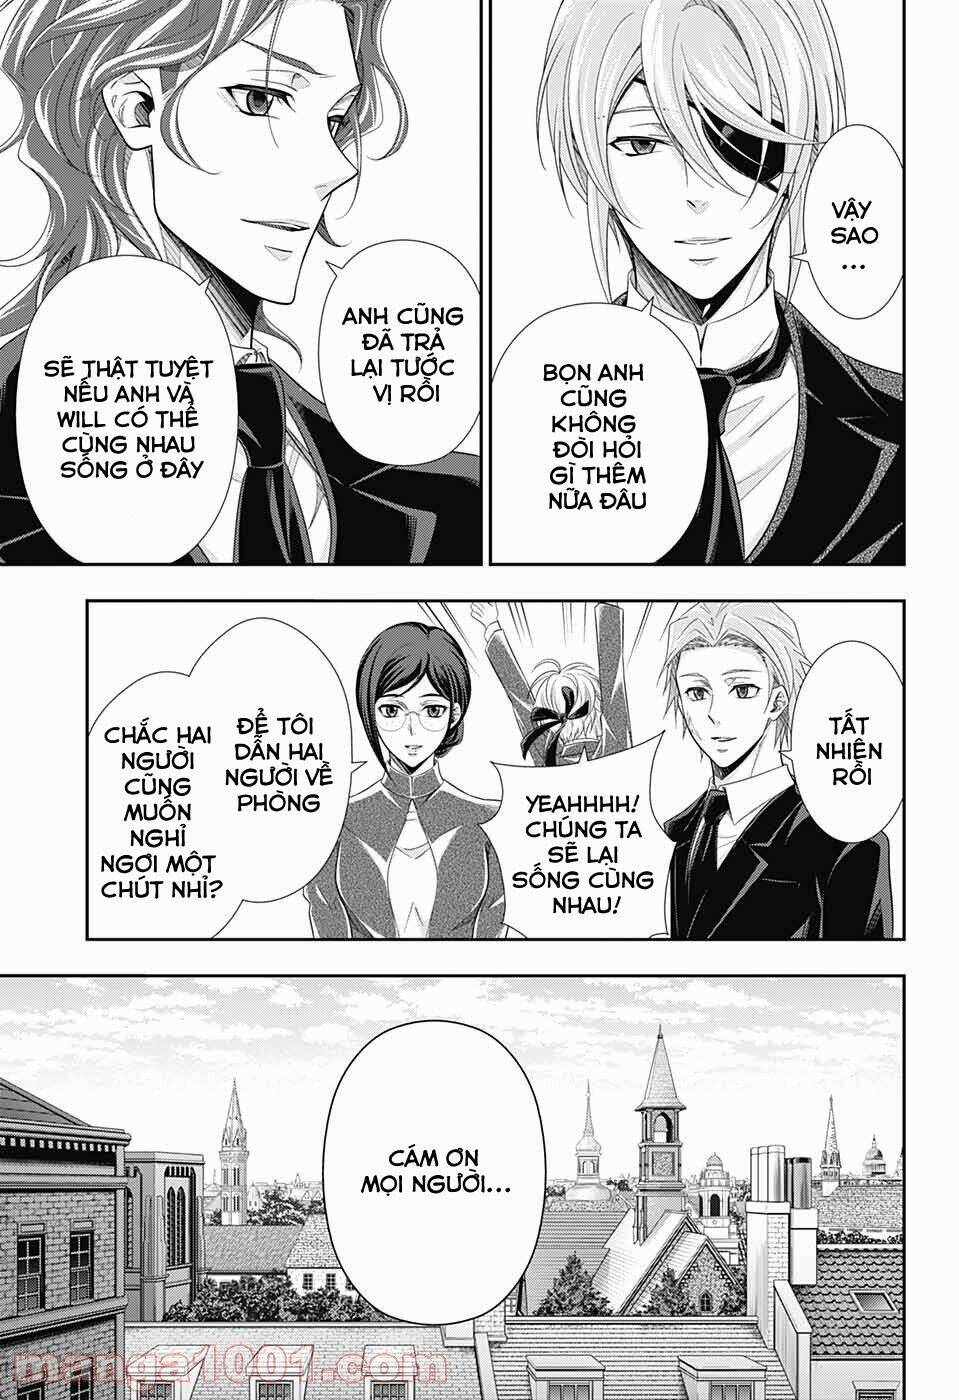 VẬY
SAO
...
BỌN ANH
CŨNG
KHÔNG
ĐÒI HỎI
GÌ THÊM
NỮA ĐÂU
ANH CŨNG
ĐÃ TRẢ
LẠI TƯỚC
VỊ RỒI
SẼ THẬT TUYỆT
NẾU ANH VÀ
WILL CÓ THỂ
CÙNG NHAU
SỐNG Ở ĐÂY
TẤT
NHIÊN
RỒI
YEAHHHH!
CHÚNG TA
SẼ LẠI
SỐNG CÙNG
NHAU!
ĐỂ TÔI
DẪN HAI
NGƯỜI VỀ
PHÒNG
CHẮC HAI
NGƯỜI
CŨNG
MUỐN
NGHỈ
NGƠI MỘT
CHÚT NHỈ?
CÁM ƠN
MỌI NGƯỜI...
manga1001.com